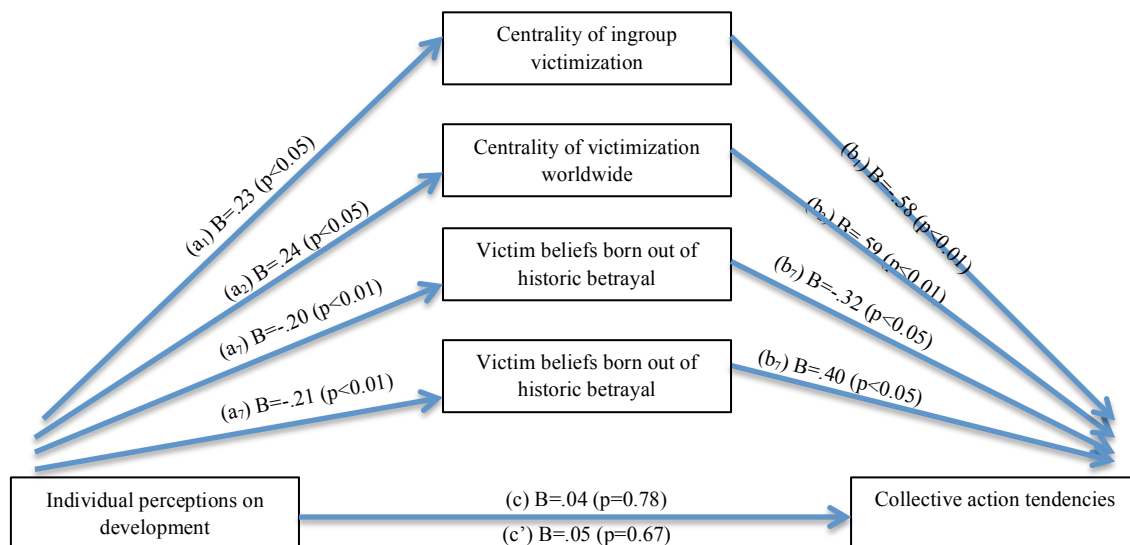 Centrality of ingroup
victimization
(a₁) B=.23 (p<0.05)
(b₁) B=-.58 (p<0.01)
Centrality of victimization
worldwide
(a₂) B=.24 (p<0.05)
(b₂) B=.59 (p<0.01)
Victim beliefs born out of
historic betrayal
(a₇) B=-.20 (p<0.01)
(b₇) B=-.32 (p<0.05)
Victim beliefs born out of
historic betrayal
(a₇) B=-.21 (p<0.01)
(b₇) B=.40 (p<0.05)
Individual perceptions on
development
(c) B=.04 (p=0.78)
(c’) B=.05 (p=0.67)
Collective action tendencies